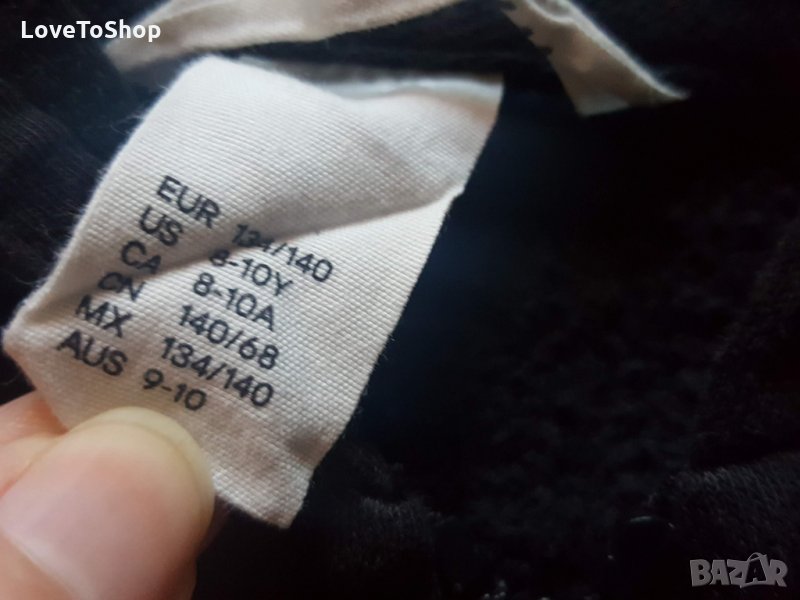 LoveToShop
EUR 134/140
US 8-10Y
CA 8-10A
CN 140/68
MX 134/140
AUS 9-10
BAZAR